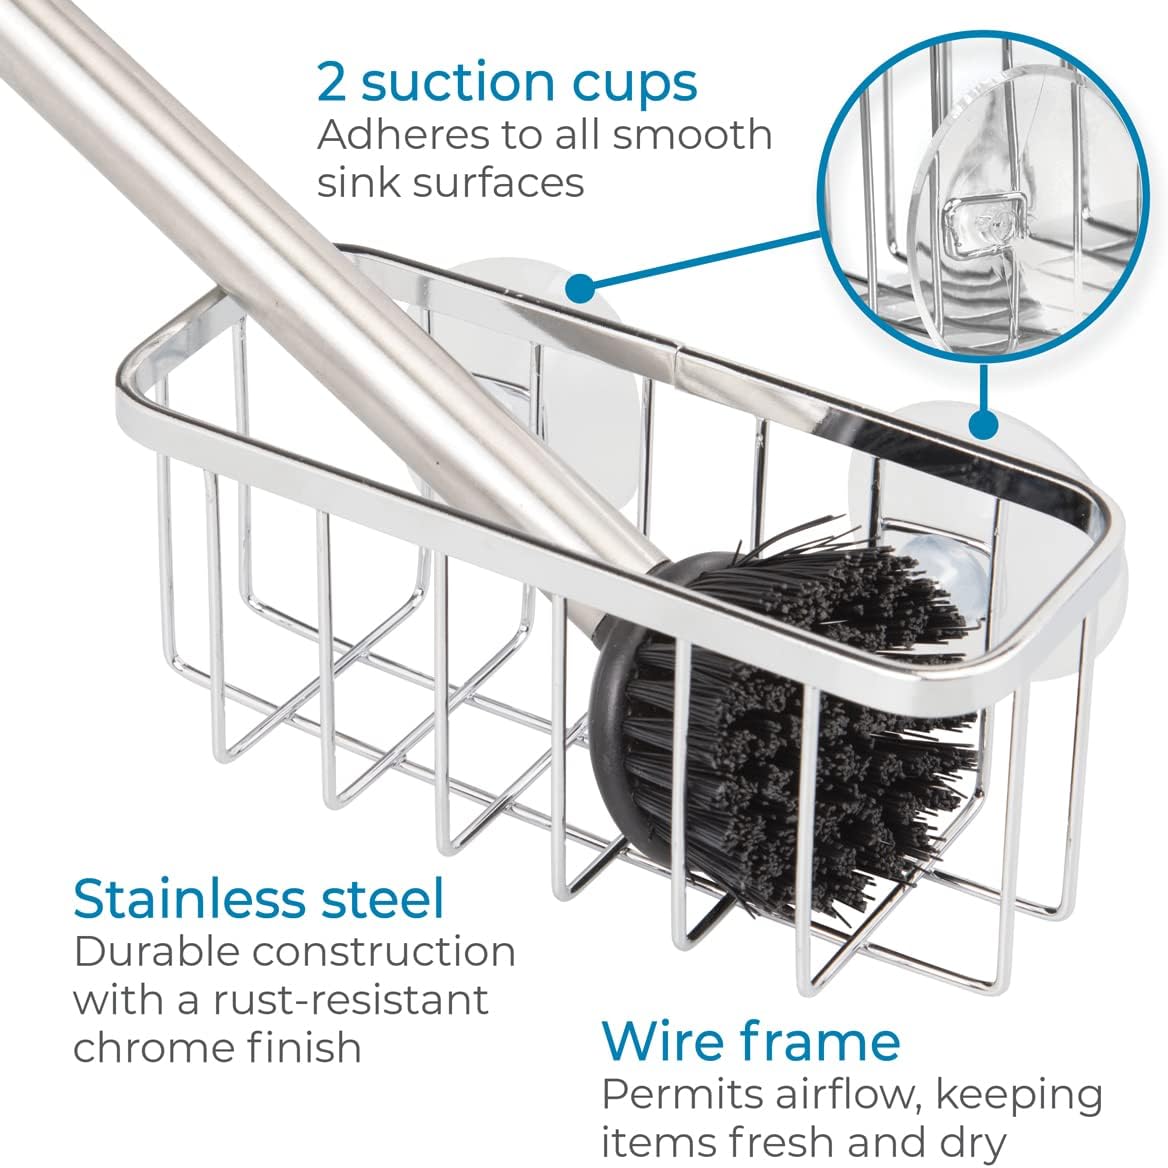 2 suction cups
Adheres to all smooth
sink surfaces
Stainless steel
Durable construction
with a rust-resistant
chrome finish
Wire frame
Permits airflow, keeping
items fresh and dry